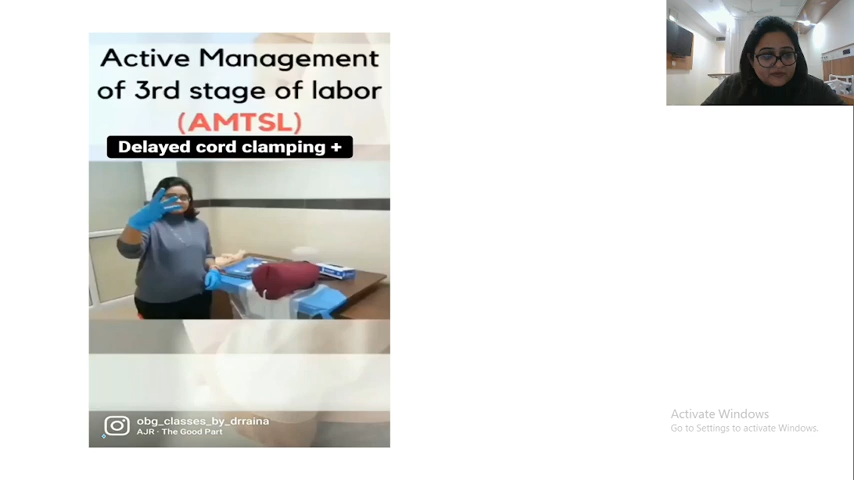 Active Management
of 3rd stage of labor
(AMTSL)
Delayed cord clamping +
obg_classes_by_drraina
AJR · The Good Part
Activate Windows
Go to Settings to activate Windows.